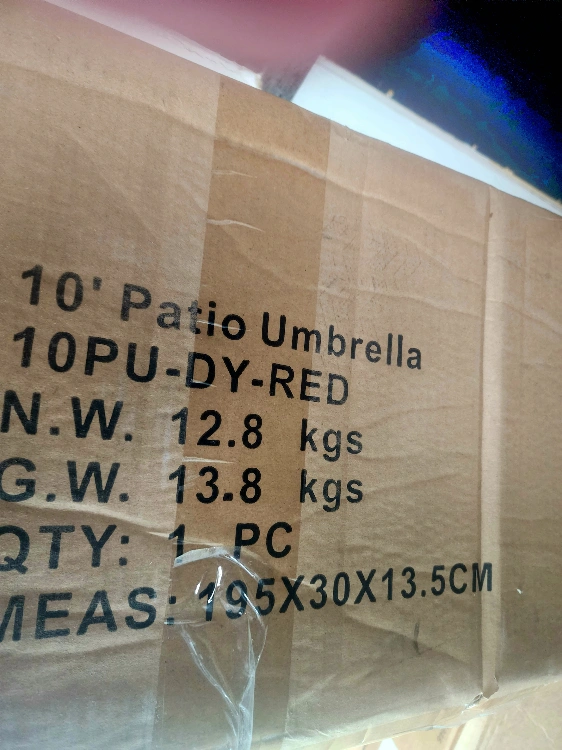 10' Patio Umbrella
10PU-DY-RED
N.W. 12.8 kgs
G.W. 13.8 kgs
QTY: 1 PC
MEAS: 195X30X13.5CM